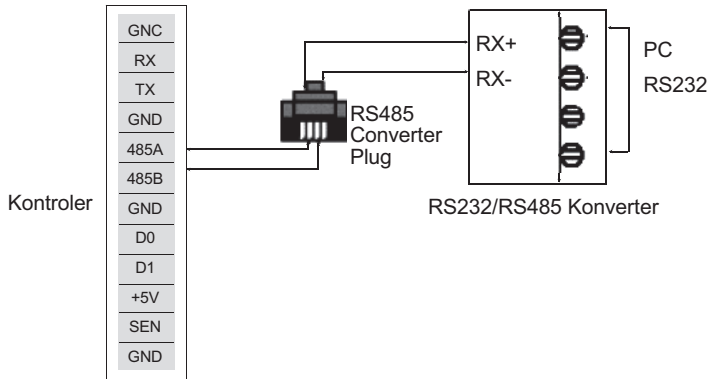 GNC
RX
TX
GND
485A
485B
GND
D0
D1
+5V
SEN
GND
Kontroler
RS485
Converter
Plug
RX+
RX-
PC
RS232
RS232/RS485 Konverter